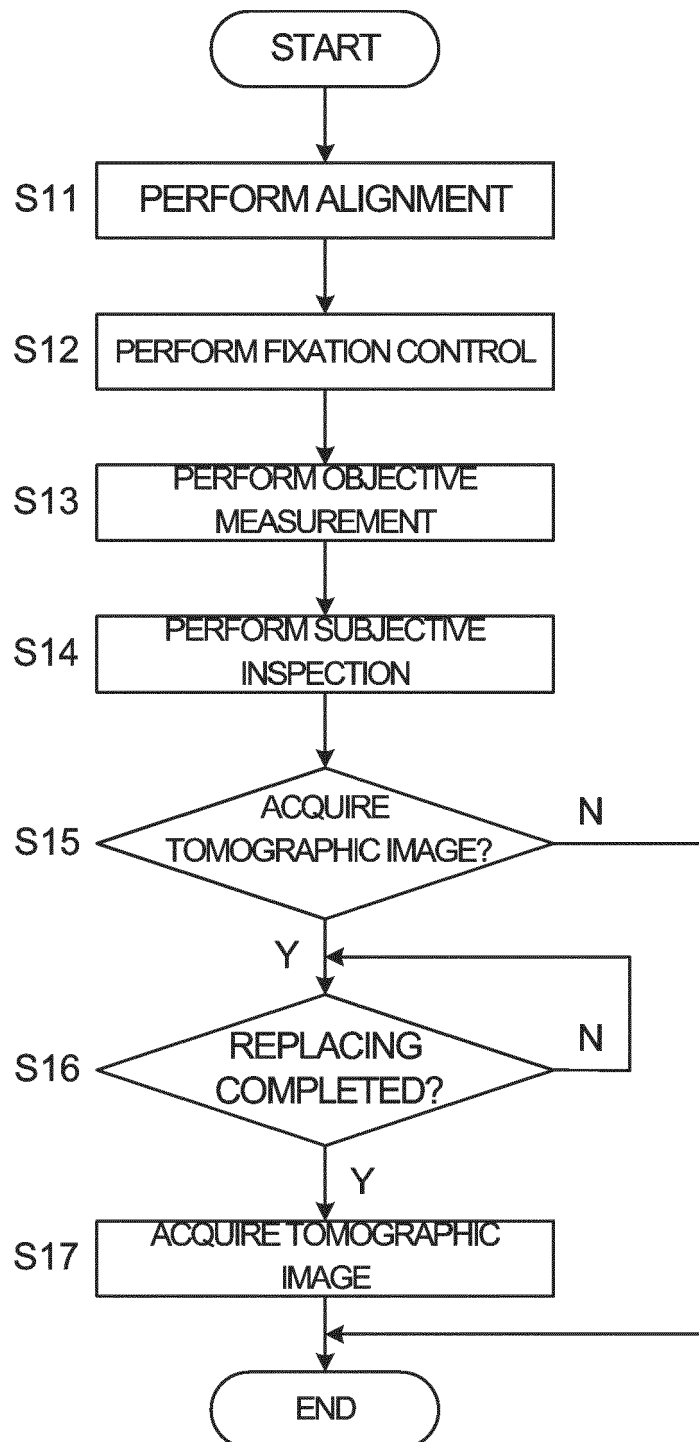 START
S11
PERFORM ALIGNMENT
S12
PERFORM FIXATION CONTROL
S13
PERFORM OBJECTIVE
MEASUREMENT
S14
PERFORM SUBJECTIVE
INSPECTION
S15
ACQUIRE
TOMOGRAPHIC IMAGE?
N
Y
S16
REPLACING
COMPLETED?
N
Y
S17
ACQUIRE TOMOGRAPHIC
IMAGE
END